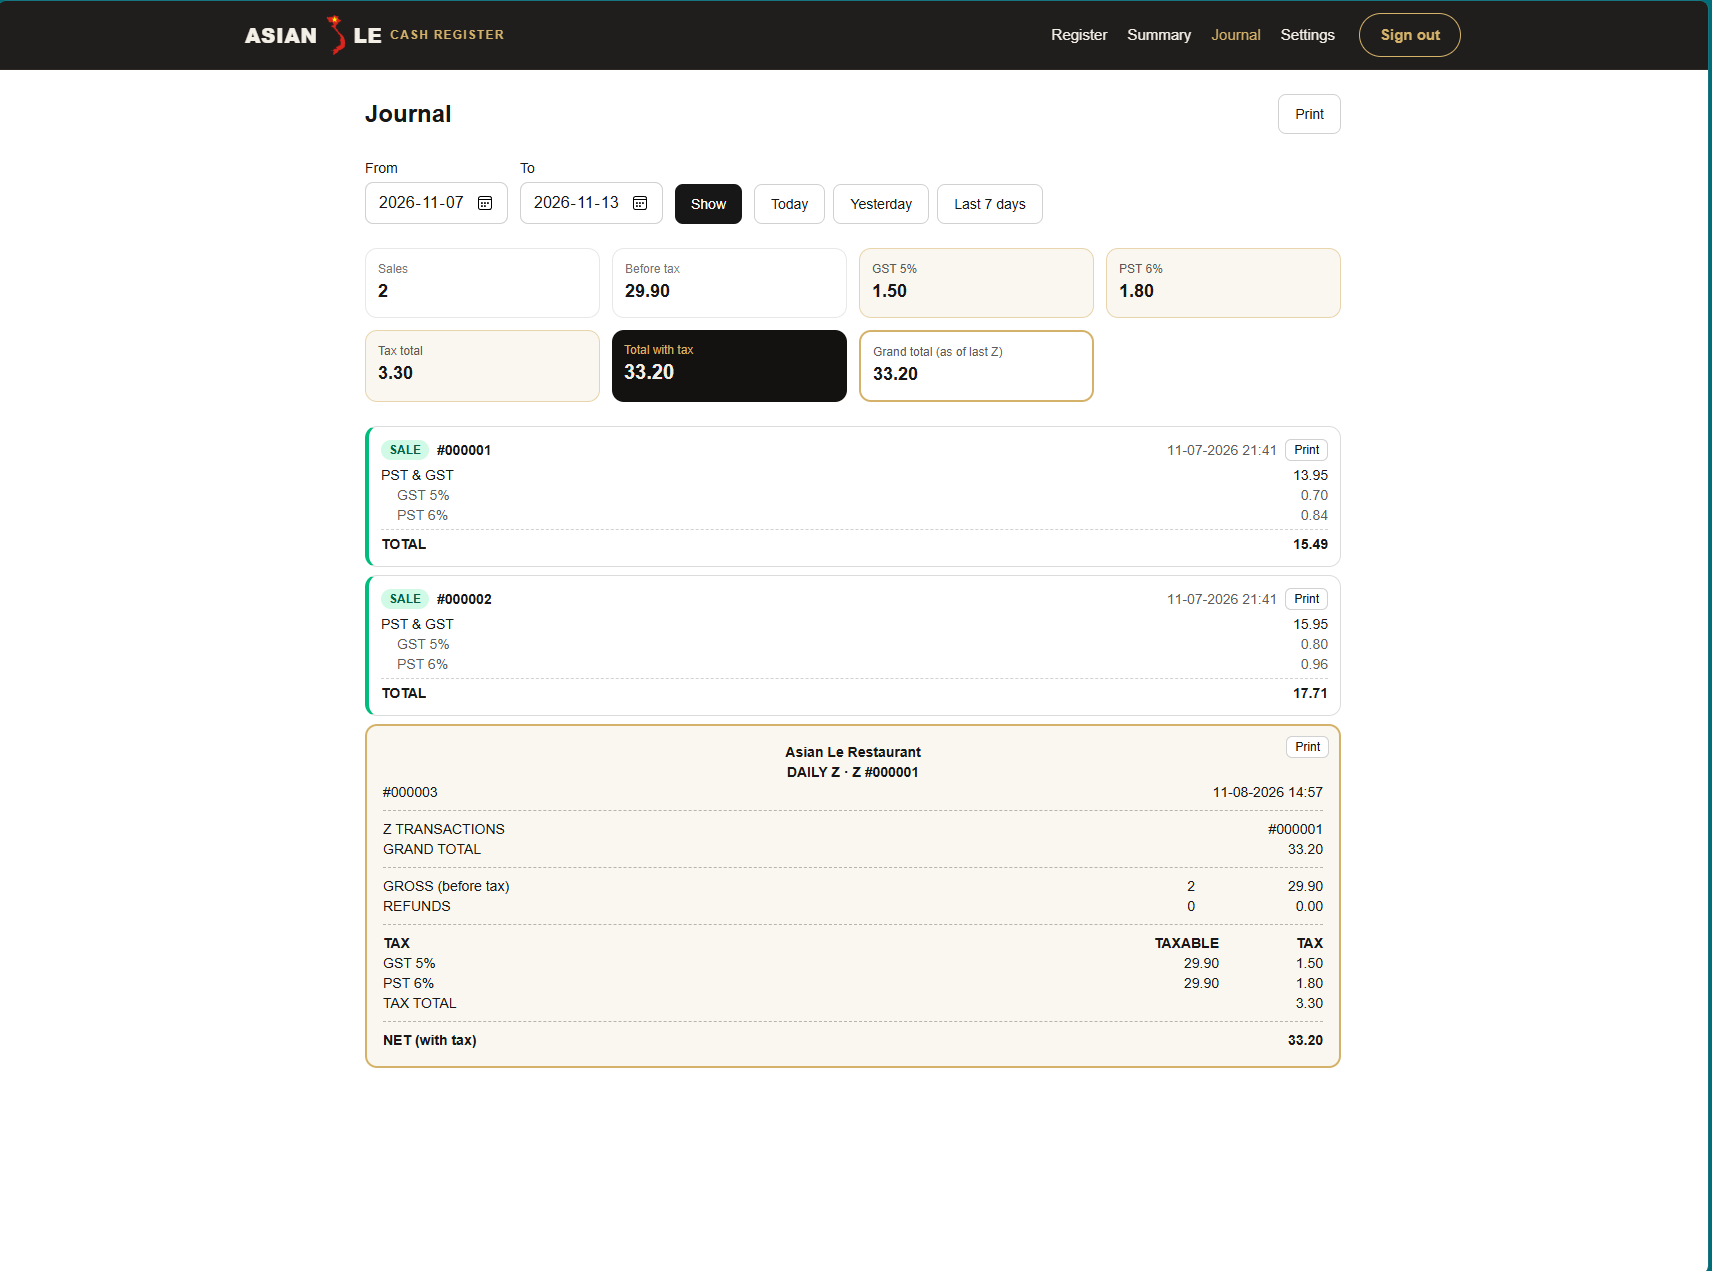 ASIAN LE CASH REGISTER Register Summary Journal Settings Sign out
Journal Print
From To
2026-11-07 2026-11-13 Show Today Yesterday Last 7 days
Sales Before tax GST 5% PST 6%
2 29.90 1.50 1.80
Tax total Total with tax Grand total (as of last Z)
3.30 33.20 33.20
SALE #000001 11-07-2026 21:41 Print
PST & GST 13.95
GST 5% 0.70
PST 6% 0.84
TOTAL 15.49
SALE #000002 11-07-2026 21:41 Print
PST & GST 15.95
GST 5% 0.80
PST 6% 0.96
TOTAL 17.71
Print
Asian Le Restaurant
DAILY Z · Z #000001
#000003 11-08-2026 14:57
Z TRANSACTIONS #000001
GRAND TOTAL 33.20
GROSS (before tax) 2 29.90
REFUNDS 0 0.00
TAX TAXABLE TAX
GST 5% 29.90 1.50
PST 6% 29.90 1.80
TAX TOTAL 3.30
NET (with tax) 33.20